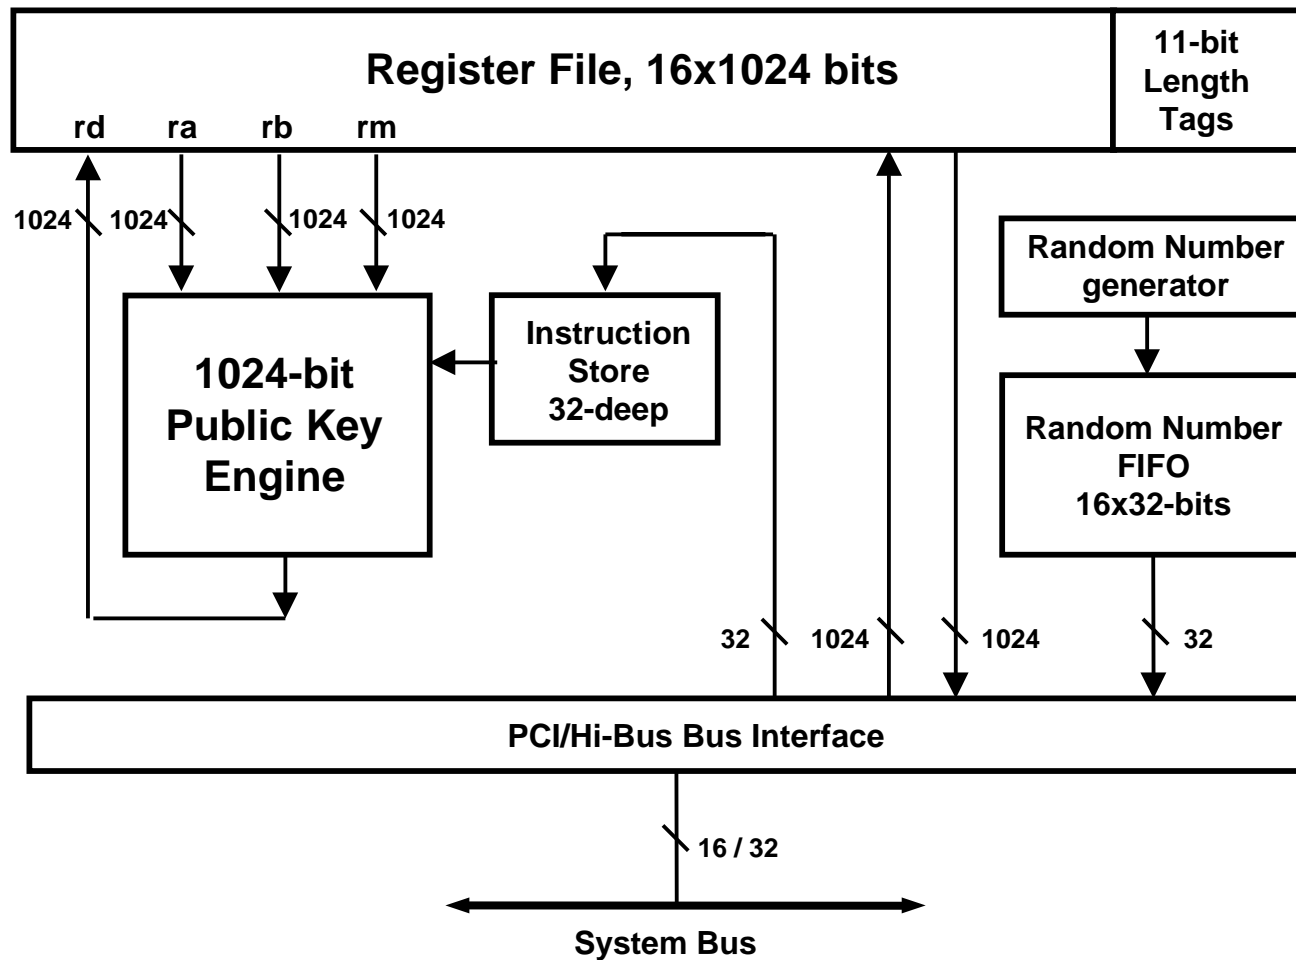 Register File, 16x1024 bits
11-bit
Length
Tags
rd ra rb rm
1024 1024 1024 1024
Random Number
generator
1024-bit
Public Key
Engine
Instruction
Store
32-deep
Random Number
FIFO
16x32-bits
32 1024 1024 32
PCI/Hi-Bus Bus Interface
16 / 32
System Bus